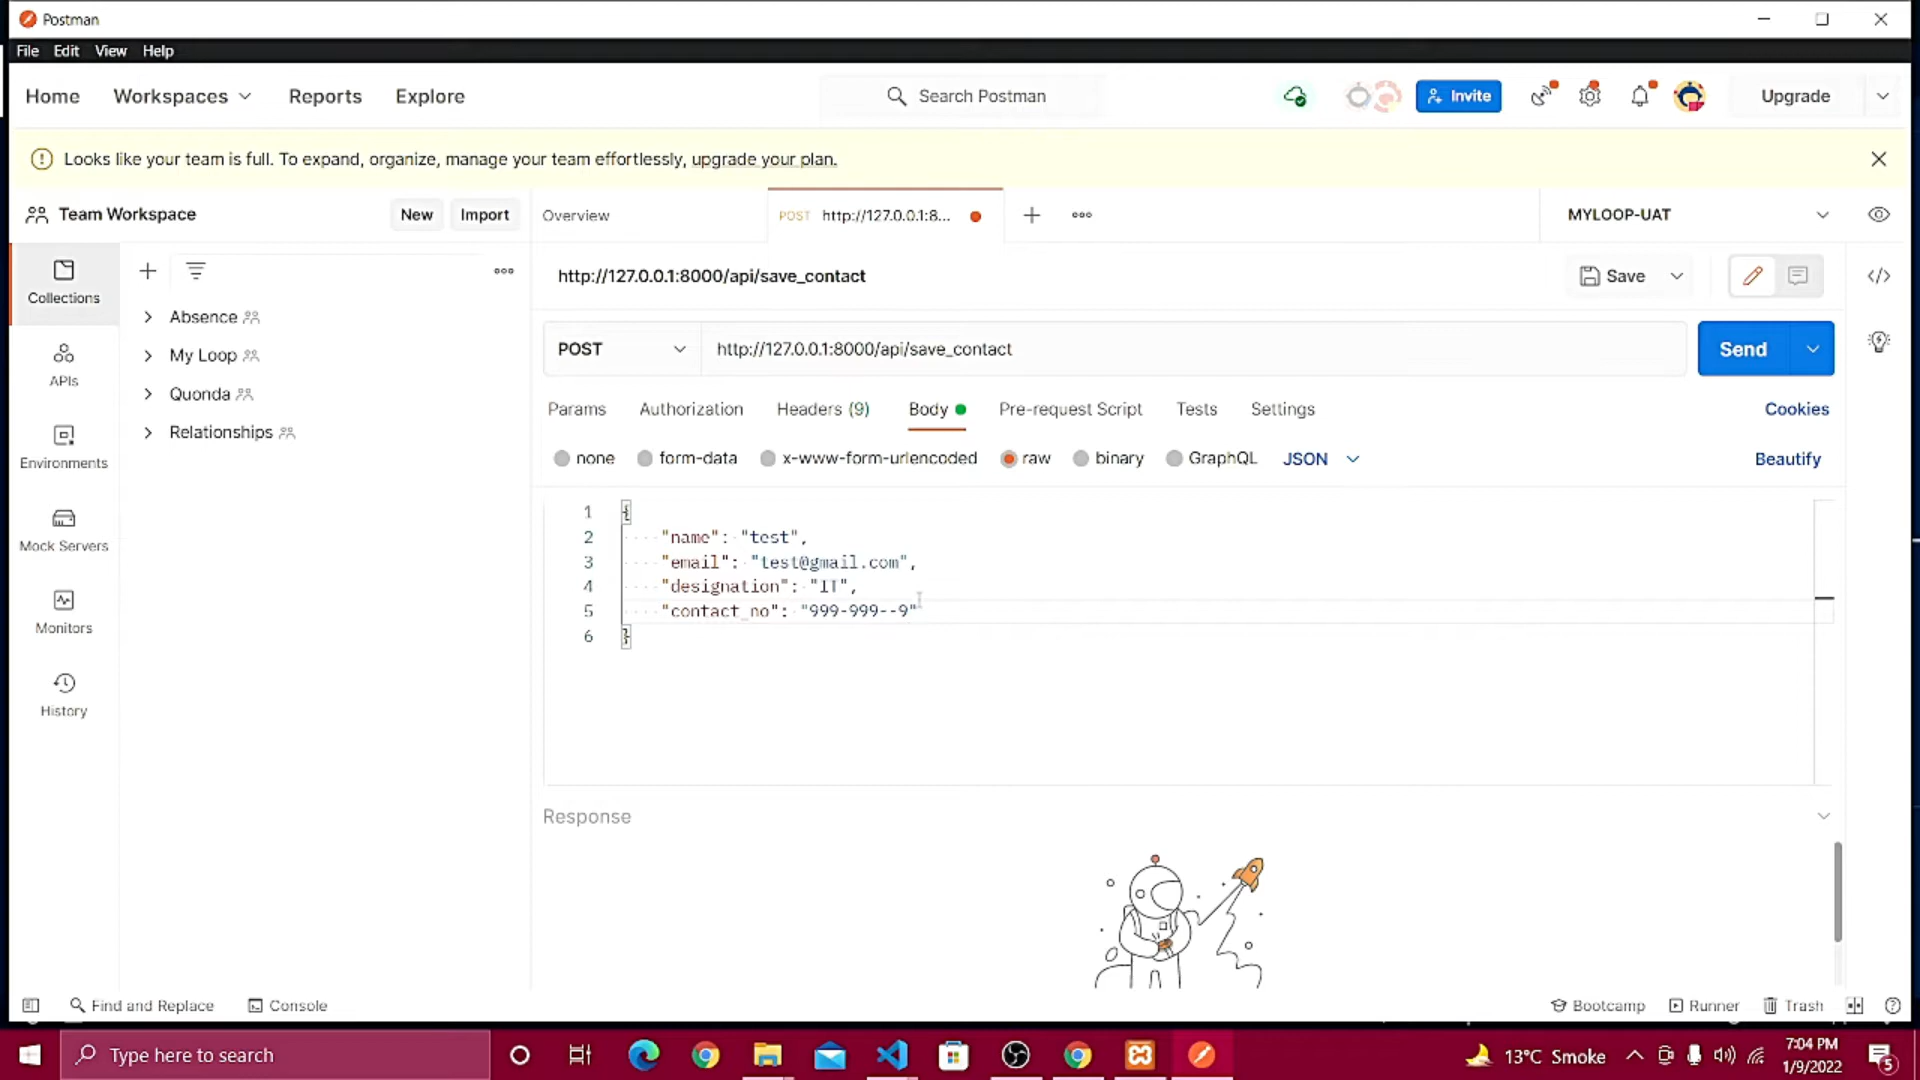 Postman
File Edit View Help
Home Workspaces Reports Explore Search Postman Invite Upgrade
Looks like your team is full. To expand, organize, manage your team effortlessly, upgrade your plan.
Team Workspace New Import Overview POST http://127.0.0.1:8... MYLOOP-UAT
Collections
APIs
Environments
Mock Servers
Monitors
History
Absence
My Loop
Quonda
Relationships
http://127.0.0.1:8000/api/save_contact Save
POST http://127.0.0.1:8000/api/save_contact Send
Params Authorization Headers (9) Body Pre-request Script Tests Settings Cookies
none form-data x-www-form-urlencoded raw binary GraphQL JSON Beautify
1 {
2 "name": "test",
3 "email": "test@gmail.com",
4 "designation": "IT",
5 "contact_no": "999-999--9"
6 }
Response
Find and Replace Console Bootcamp Runner Trash
Type here to search 13°C Smoke 7:04 PM
1/9/2022
5